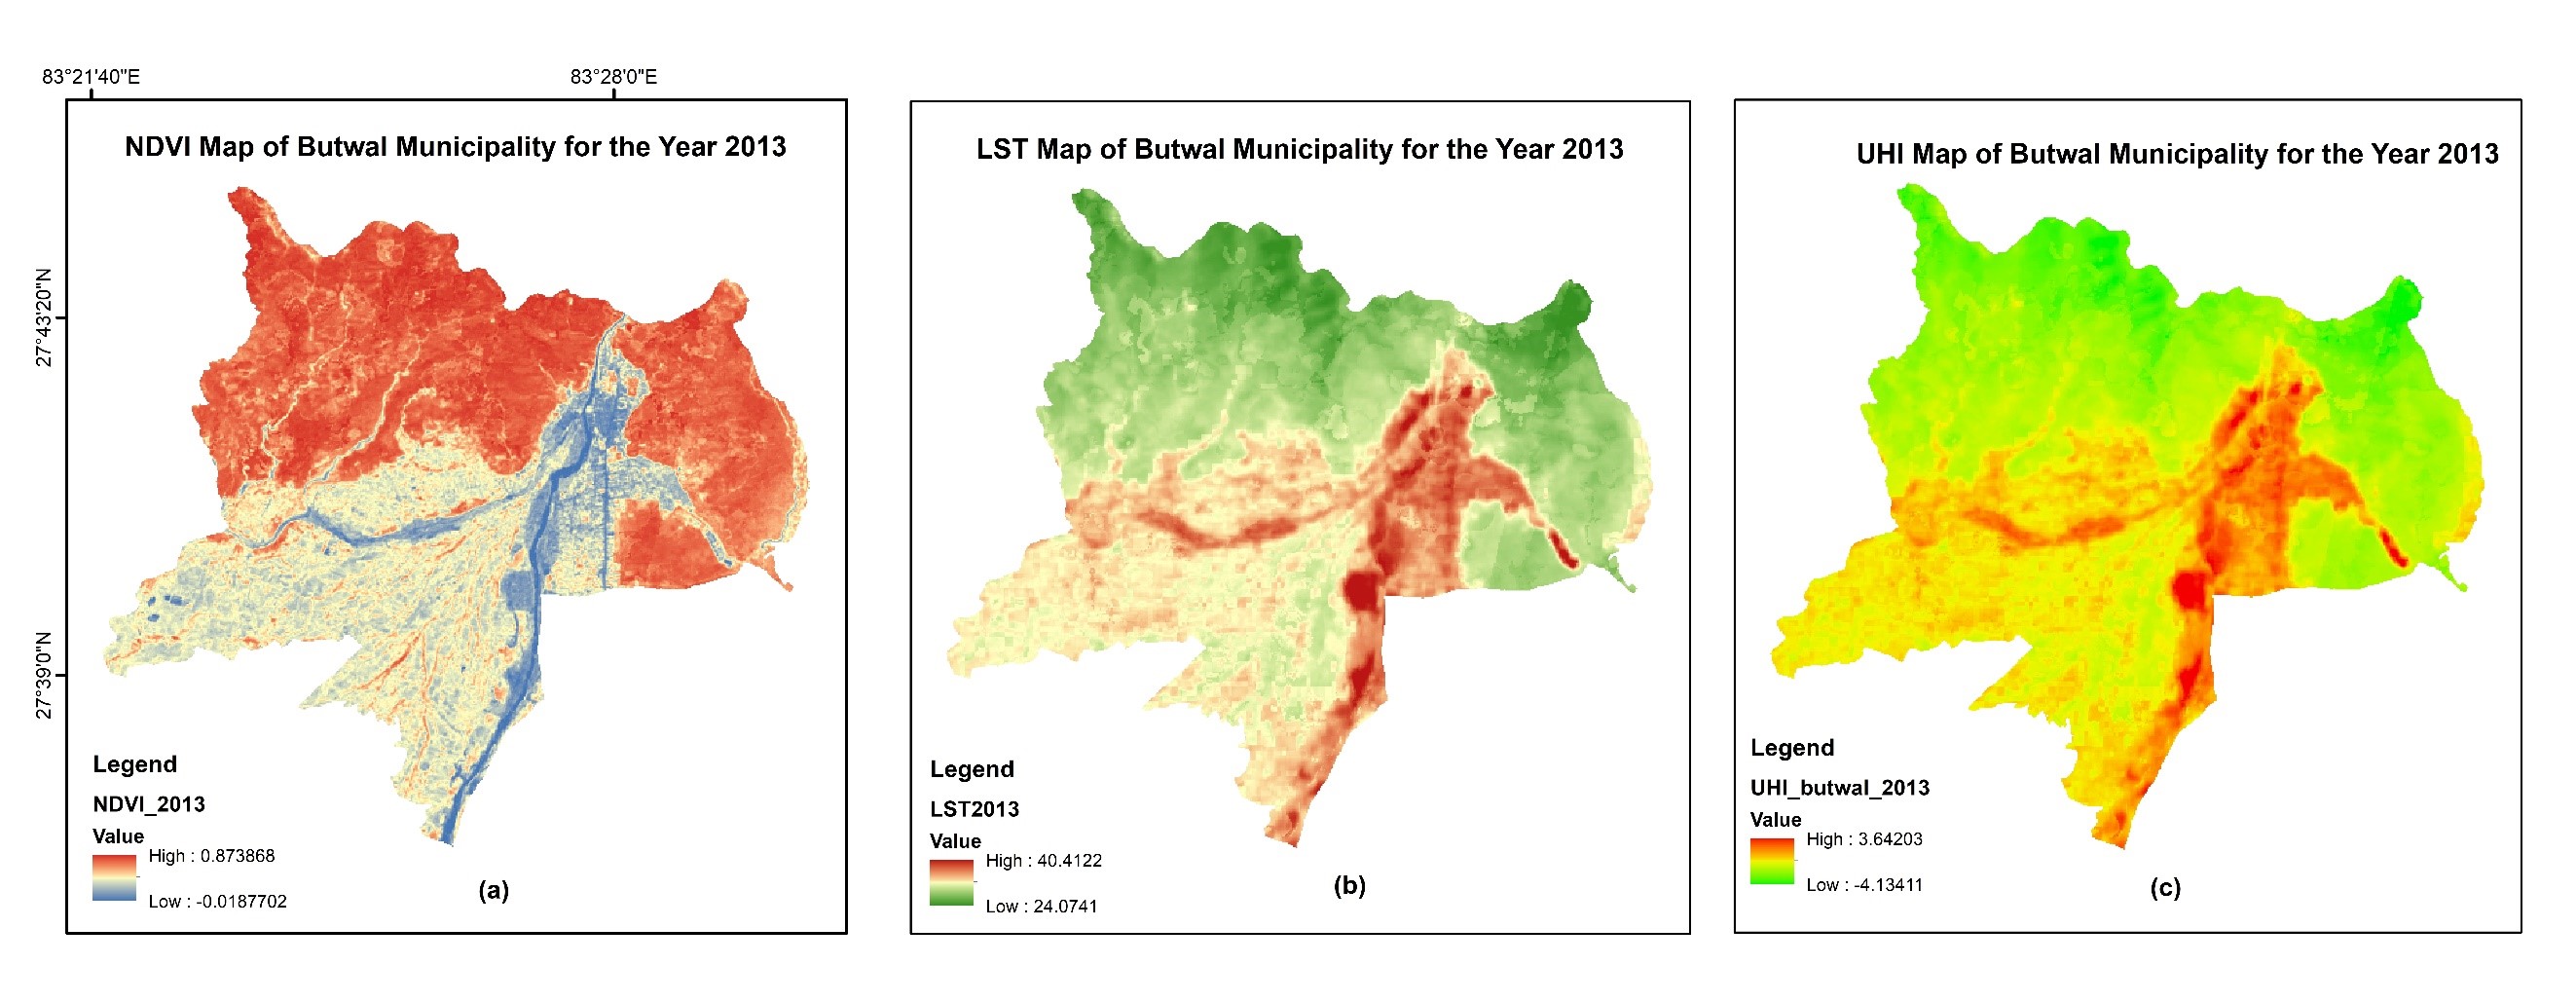 83°21'40"E
83°28'0"E
27°43'20"N
27°39'0"N
NDVI Map of Butwal Municipality for the Year 2013
Legend
NDVI_2013
Value
High : 0.873868
Low : -0.0187702
(a)
LST Map of Butwal Municipality for the Year 2013
Legend
LST2013
Value
High : 40.4122
Low : 24.0741
(b)
UHI Map of Butwal Municipality for the Year 2013
Legend
UHI_butwal_2013
Value
High : 3.64203
Low : -4.13411
(c)